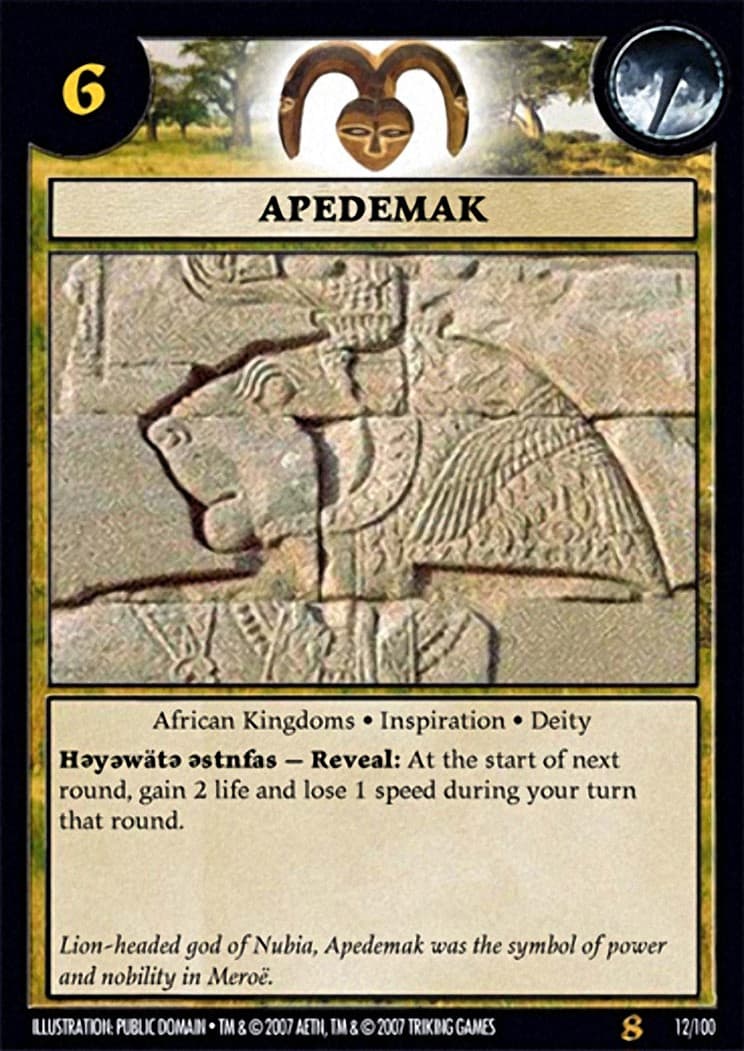 6
APEDEMAK
African Kingdoms • Inspiration • Deity
Həyəwätə əstnfas – Reveal: At the start of next
round, gain 2 life and lose 1 speed during your turn
that round.
Lion-headed god of Nubia, Apedemak was the symbol of power
and nobility in Meroë.
ILLUSTRATION: PUBLIC DOMAIN • TM & © 2007 AETH, TM & © 2007 TRIKING GAMES 8 12/100